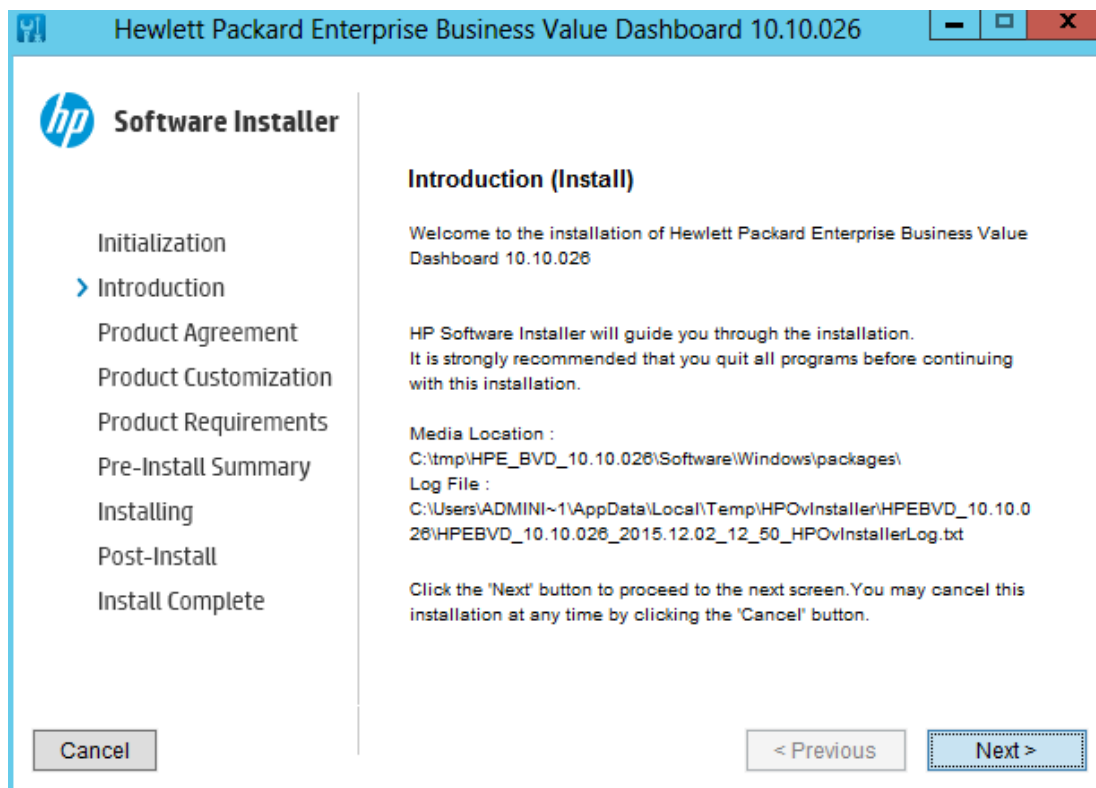 Hewlett Packard Enterprise Business Value Dashboard 10.10.026
hp
Software Installer
Initialization
Introduction
Product Agreement
Product Customization
Product Requirements
Pre-Install Summary
Installing
Post-Install
Install Complete
Introduction (Install)
Welcome to the installation of Hewlett Packard Enterprise Business Value
Dashboard 10.10.026
HP Software Installer will guide you through the installation.
It is strongly recommended that you quit all programs before continuing
with this installation.
Media Location :
C:\tmp\HPE_BVD_10.10.026\Software\Windows\packages\
Log File :
C:\Users\ADMINI~1\AppData\Local\Temp\HPOvInstaller\HPEBVD_10.10.0
26\HPEBVD_10.10.026_2015.12.02_12_50_HPOvInstallerLog.txt
Click the 'Next' button to proceed to the next screen.You may cancel this
installation at any time by clicking the 'Cancel' button.
Cancel
< Previous
Next >